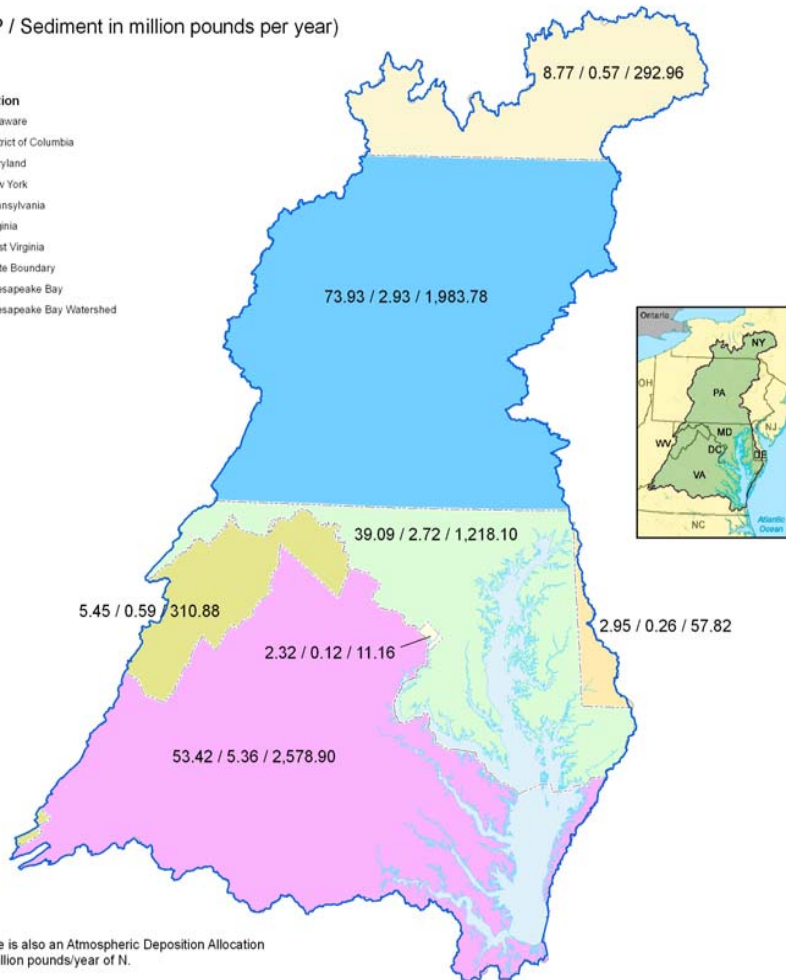 P / Sediment in million pounds per year)
8.77 / 0.57 / 292.96
tion
aware
trict of Columbia
ryland
w York
nnsylvania
ginia
st Virginia
te Boundary
esapeake Bay
esapeake Bay Watershed
73.93 / 2.93 / 1,983.78
Ontario
NY
OH
PA
NJ
MD
WV
DC
DE
VA
Atlantic
Ocean
NC
39.09 / 2.72 / 1,218.10
5.45 / 0.59 / 310.88
2.95 / 0.26 / 57.82
2.32 / 0.12 / 11.16
53.42 / 5.36 / 2,578.90
e is also an Atmospheric Deposition Allocation
llion pounds/year of N.